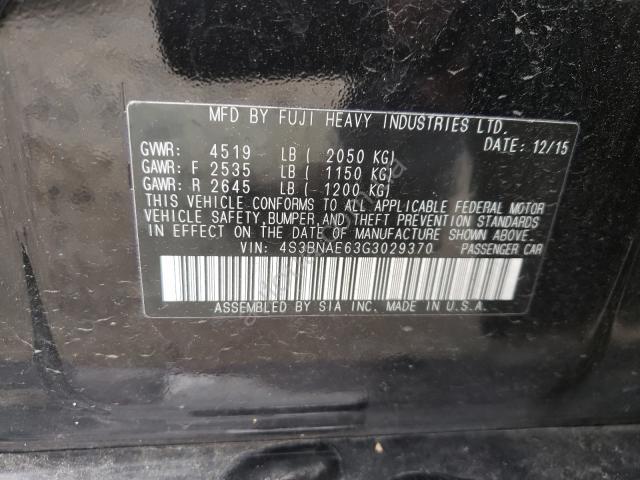 MFD BY FUJI HEAVY INDUSTRIES LTD.
DATE: 12/15
GVWR: 4519 LB ( 2050 KG)
GAWR: F 2535 LB ( 1150 KG)
GAWR: R 2645 LB ( 1200 KG)
THIS VEHICLE CONFORMS TO ALL APPLICABLE FEDERAL MOTOR
VEHICLE SAFETY, BUMPER, AND THEFT PREVENTION STANDARDS
IN EFFECT ON THE DATE OF MANUFACTURE SHOWN ABOVE.
VIN: 4S3BNAE63G3029370 PASSENGER CAR
ASSEMBLED BY SIA INC. MADE IN U.S.A.